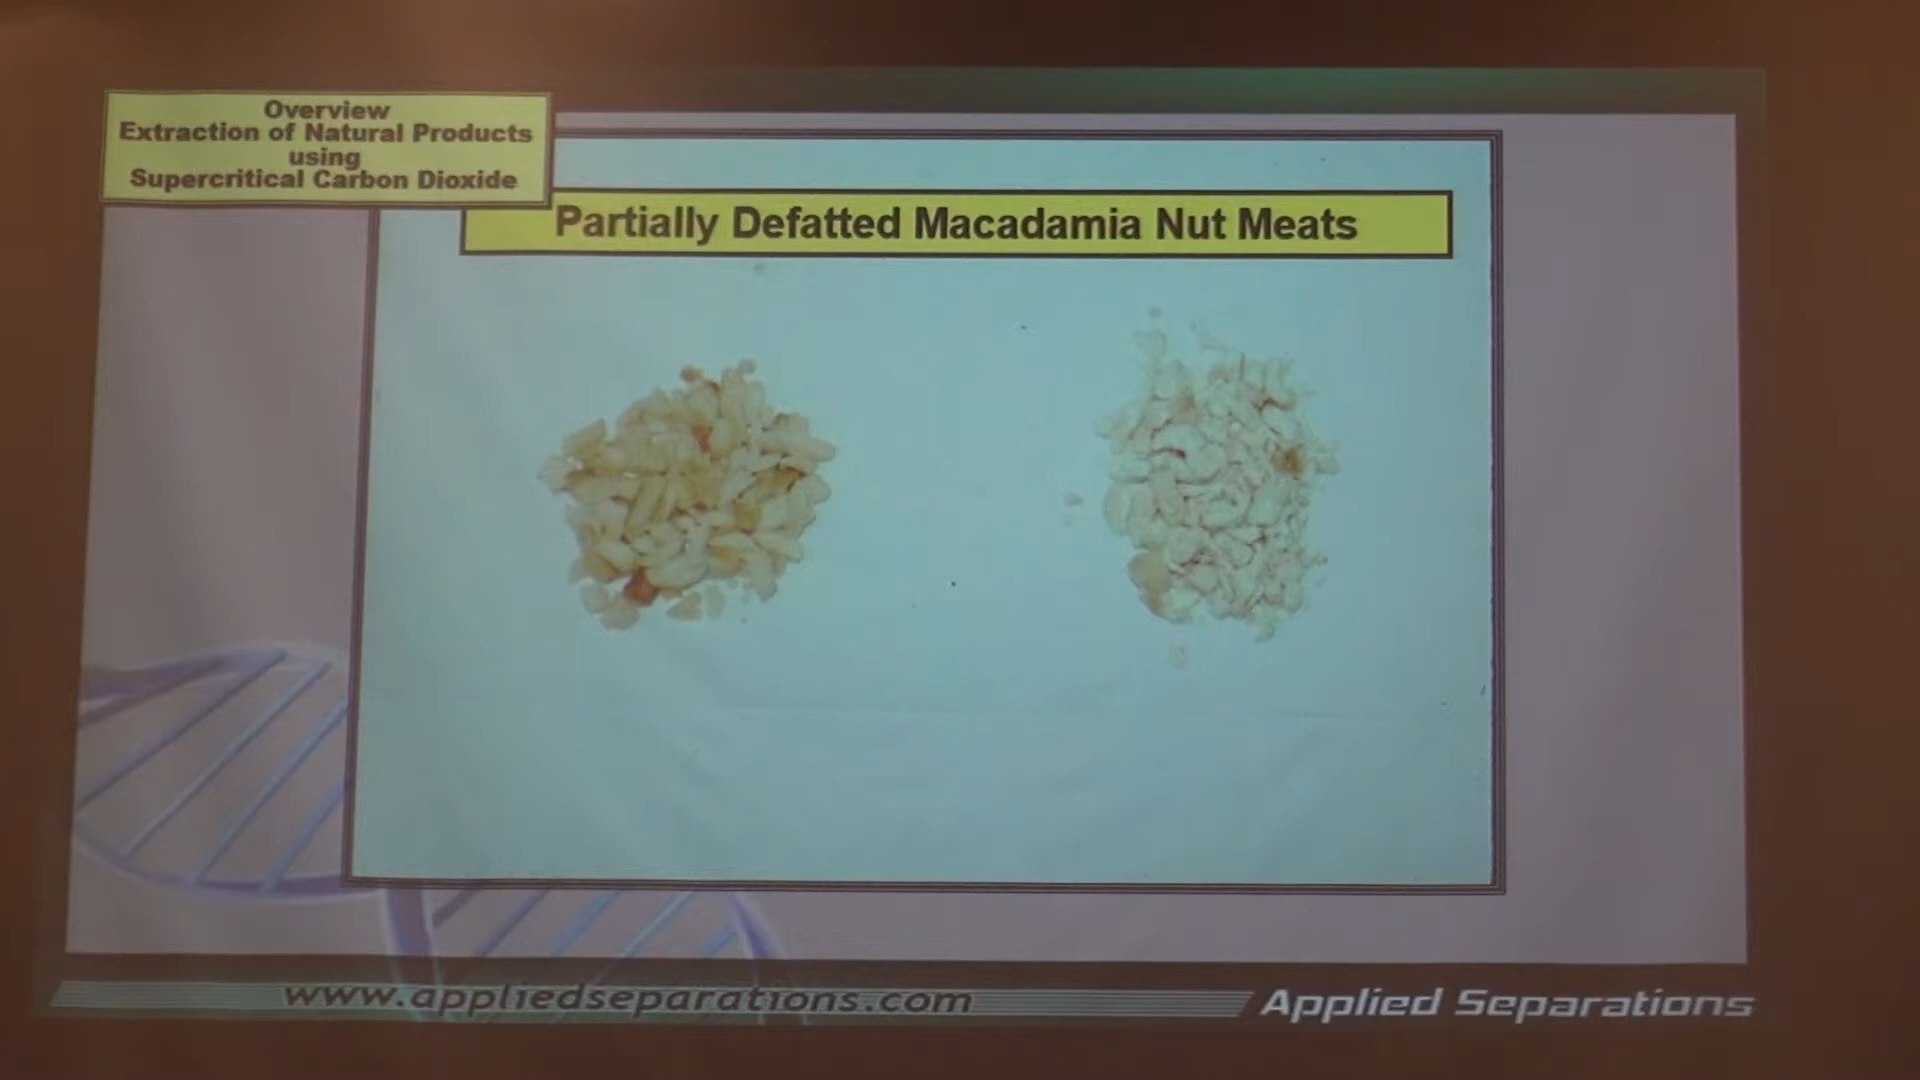 Overview
Extraction of Natural Products
using
Supercritical Carbon Dioxide
Partially Defatted Macadamia Nut Meats
www.appliedseparations.com
Applied Separations